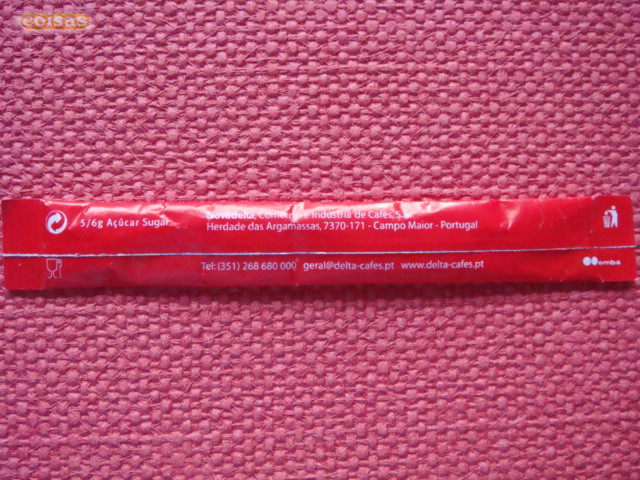 coisas
5/6g Açúcar Sugar
Novadelta, Comércio e Indústria de Cafés, S.A.
Herdade das Argamassas, 7370-171 - Campo Maior - Portugal
Tel: (351) 268 680 000 geral@delta-cafes.pt www.delta-cafes.pt
emba